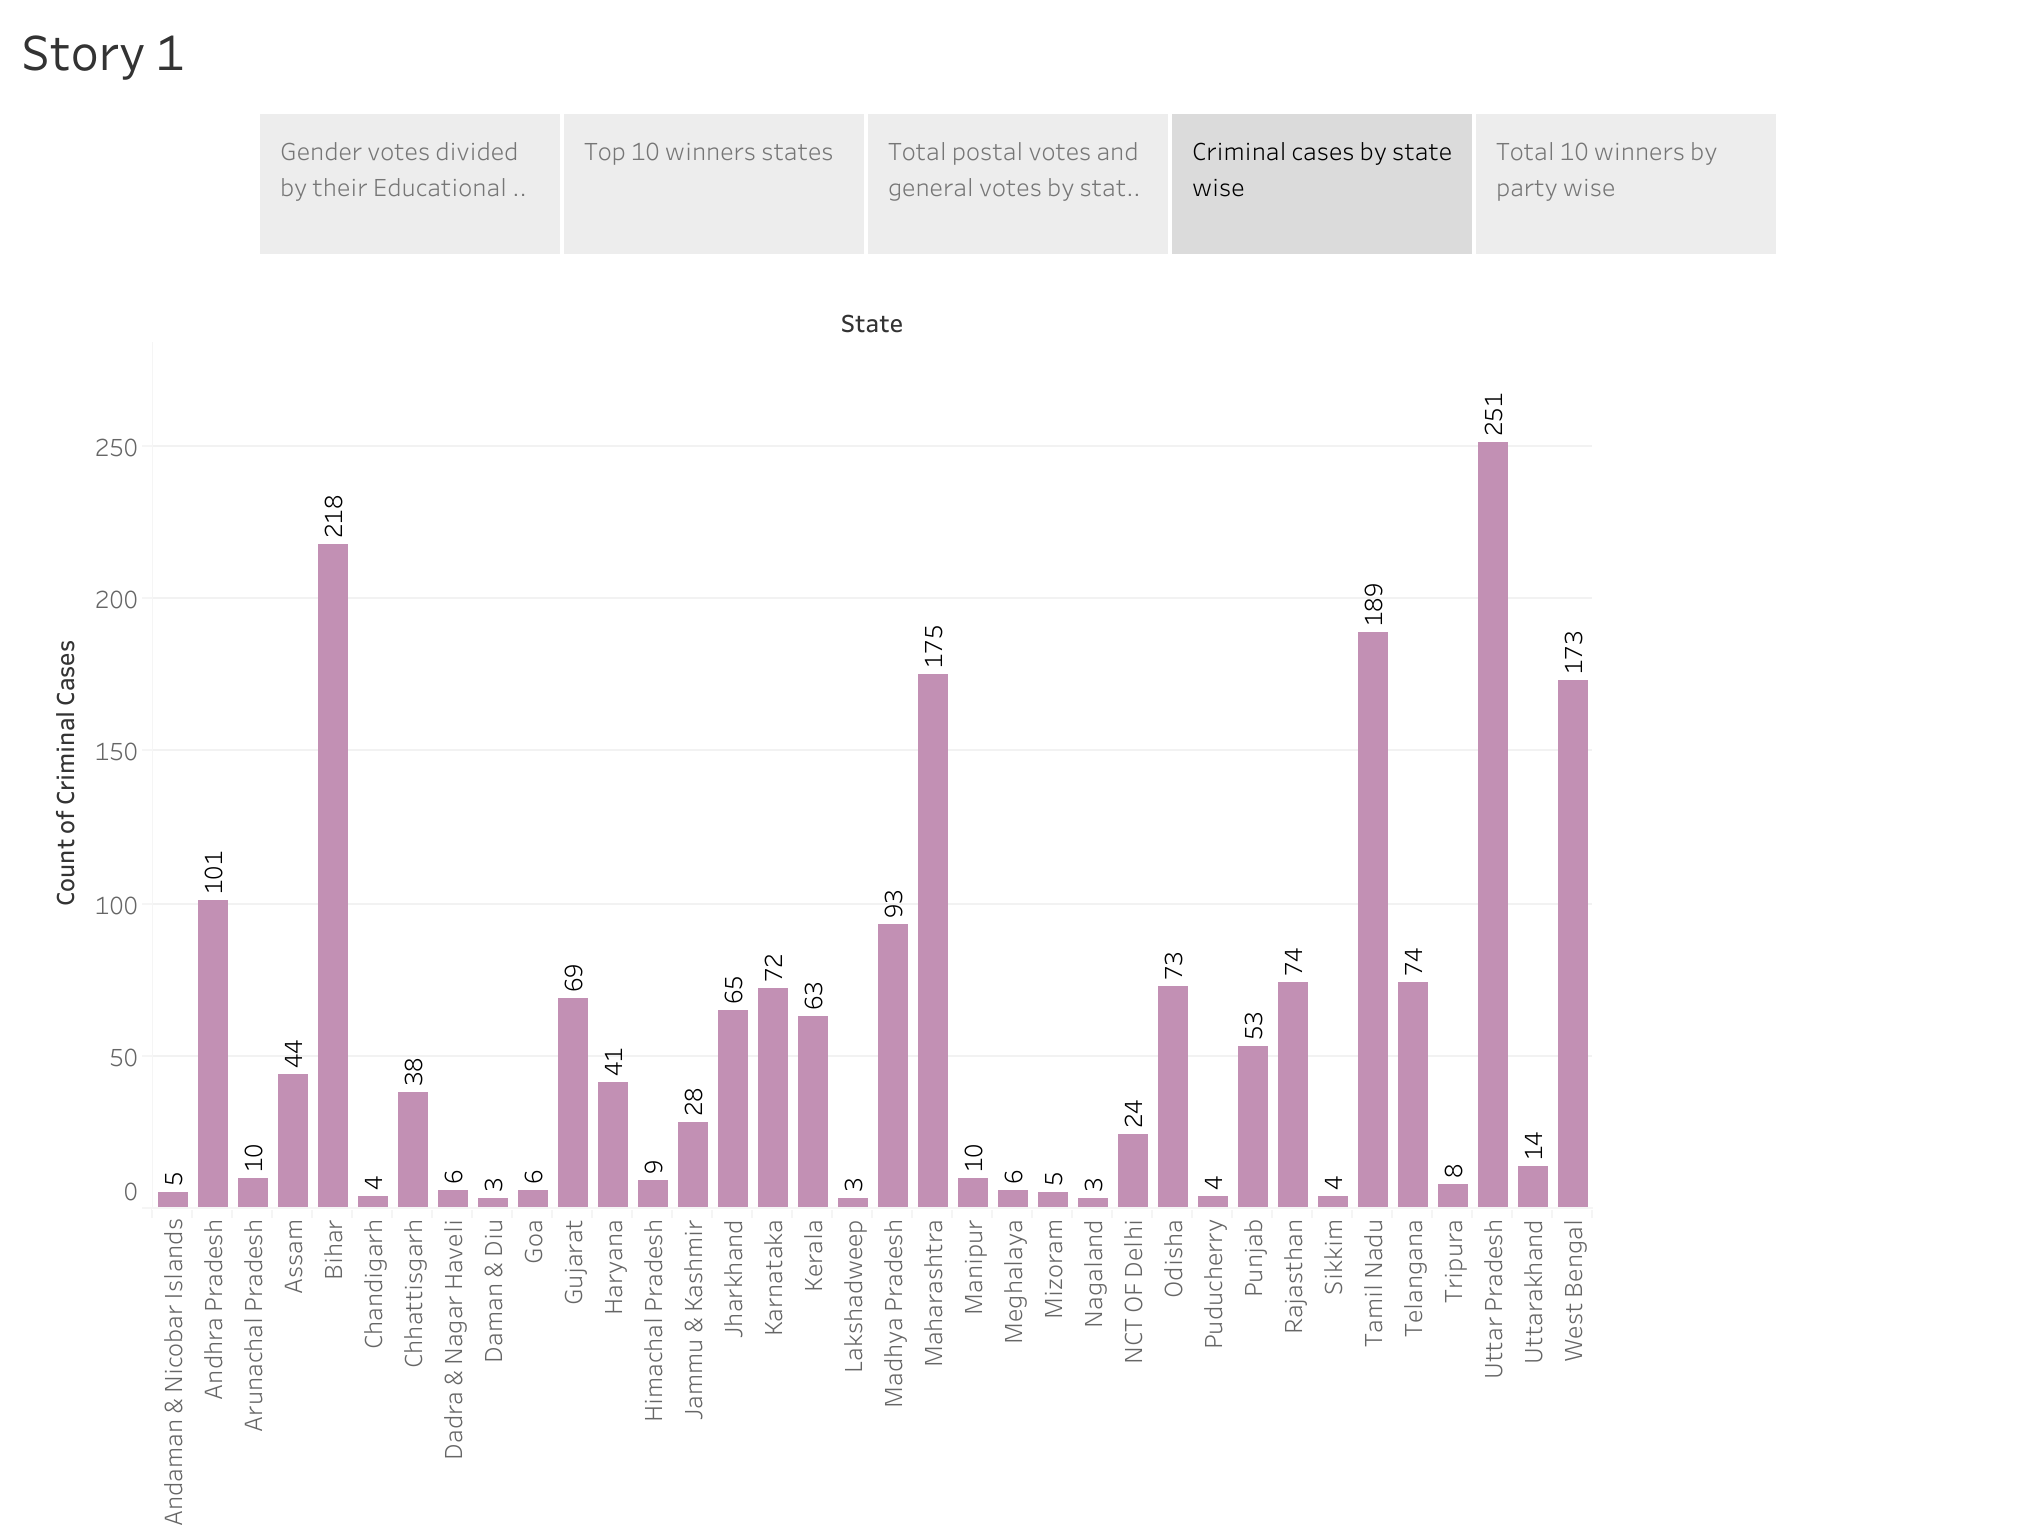 Story 1
Gender votes divided
by their Educational ..
Top 10 winners states
Total postal votes and
general votes by stat..
Criminal cases by state
wise
Total 10 winners by
party wise
State
Count of Criminal Cases
250
200
150
100
50
0
5
101
10
44
218
4
38
6
3
6
69
41
9
28
65
72
63
3
93
175
10
6
5
3
24
73
4
53
74
4
189
74
8
251
14
173
Andaman & Nicobar Islands
Andhra Pradesh
Arunachal Pradesh
Assam
Bihar
Chandigarh
Chhattisgarh
Dadra & Nagar Haveli
Daman & Diu
Goa
Gujarat
Haryana
Himachal Pradesh
Jammu & Kashmir
Jharkhand
Karnataka
Kerala
Lakshadweep
Madhya Pradesh
Maharashtra
Manipur
Meghalaya
Mizoram
Nagaland
NCT OF Delhi
Odisha
Puducherry
Punjab
Rajasthan
Sikkim
Tamil Nadu
Telangana
Tripura
Uttar Pradesh
Uttarakhand
West Bengal